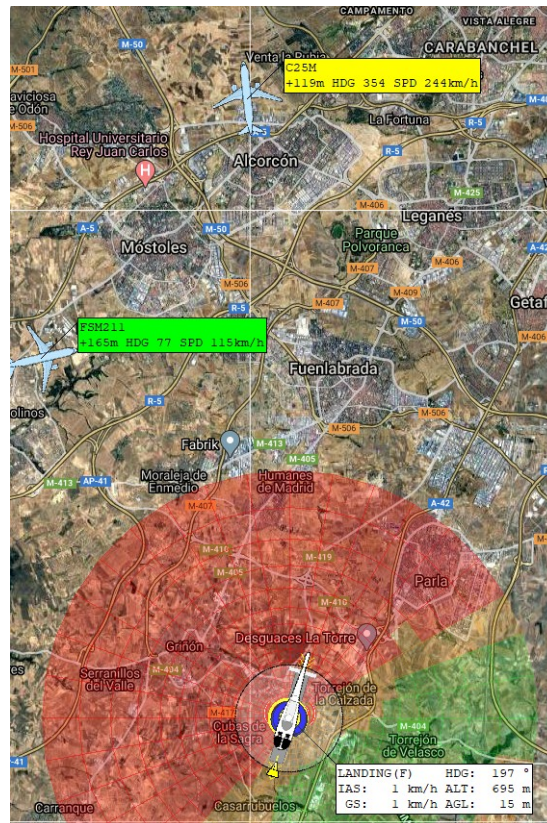 CAMPAMENTO
M-50
VISTA ALEGRE
CARABANCHEL
M-501
Venta la Rubia
C25M
+119m HDG 354 SPD 244km/h
M-506
La Fortuna
Hospital Universitario
Rey Juan Carlos
H
R-5
Alcorcón
M-425
M-406
A-5
M-50
Leganés
Móstoles
Parque
Polvoranca
M-406
M-407
M-506
M-409
M-407
Getaf
R-5
M-50
FSM211
+165m HDG 77 SPD 115km/h
M-406
Fuenlabrada
R-5
olinos
M-506
M-506
Fabrik
M-413
M-405
M-413
AP-41
Moraleja de
Enmedio
Humanes
de Madrid
M-407
A-42
M-410
M-419
M-405
Parla
M-410
Desguaces La Torre
Griñón
Serranillos
del Valle
M-404
Torrejón de
la Calzada
M-417
Cubas de
la Sagra
M-404
Torrejón
de Velasco
LANDING(F) HDG: 197 °
IAS: 1 km/h ALT: 695 m
GS: 1 km/h AGL: 15 m
Carranque
Casarrubuelos